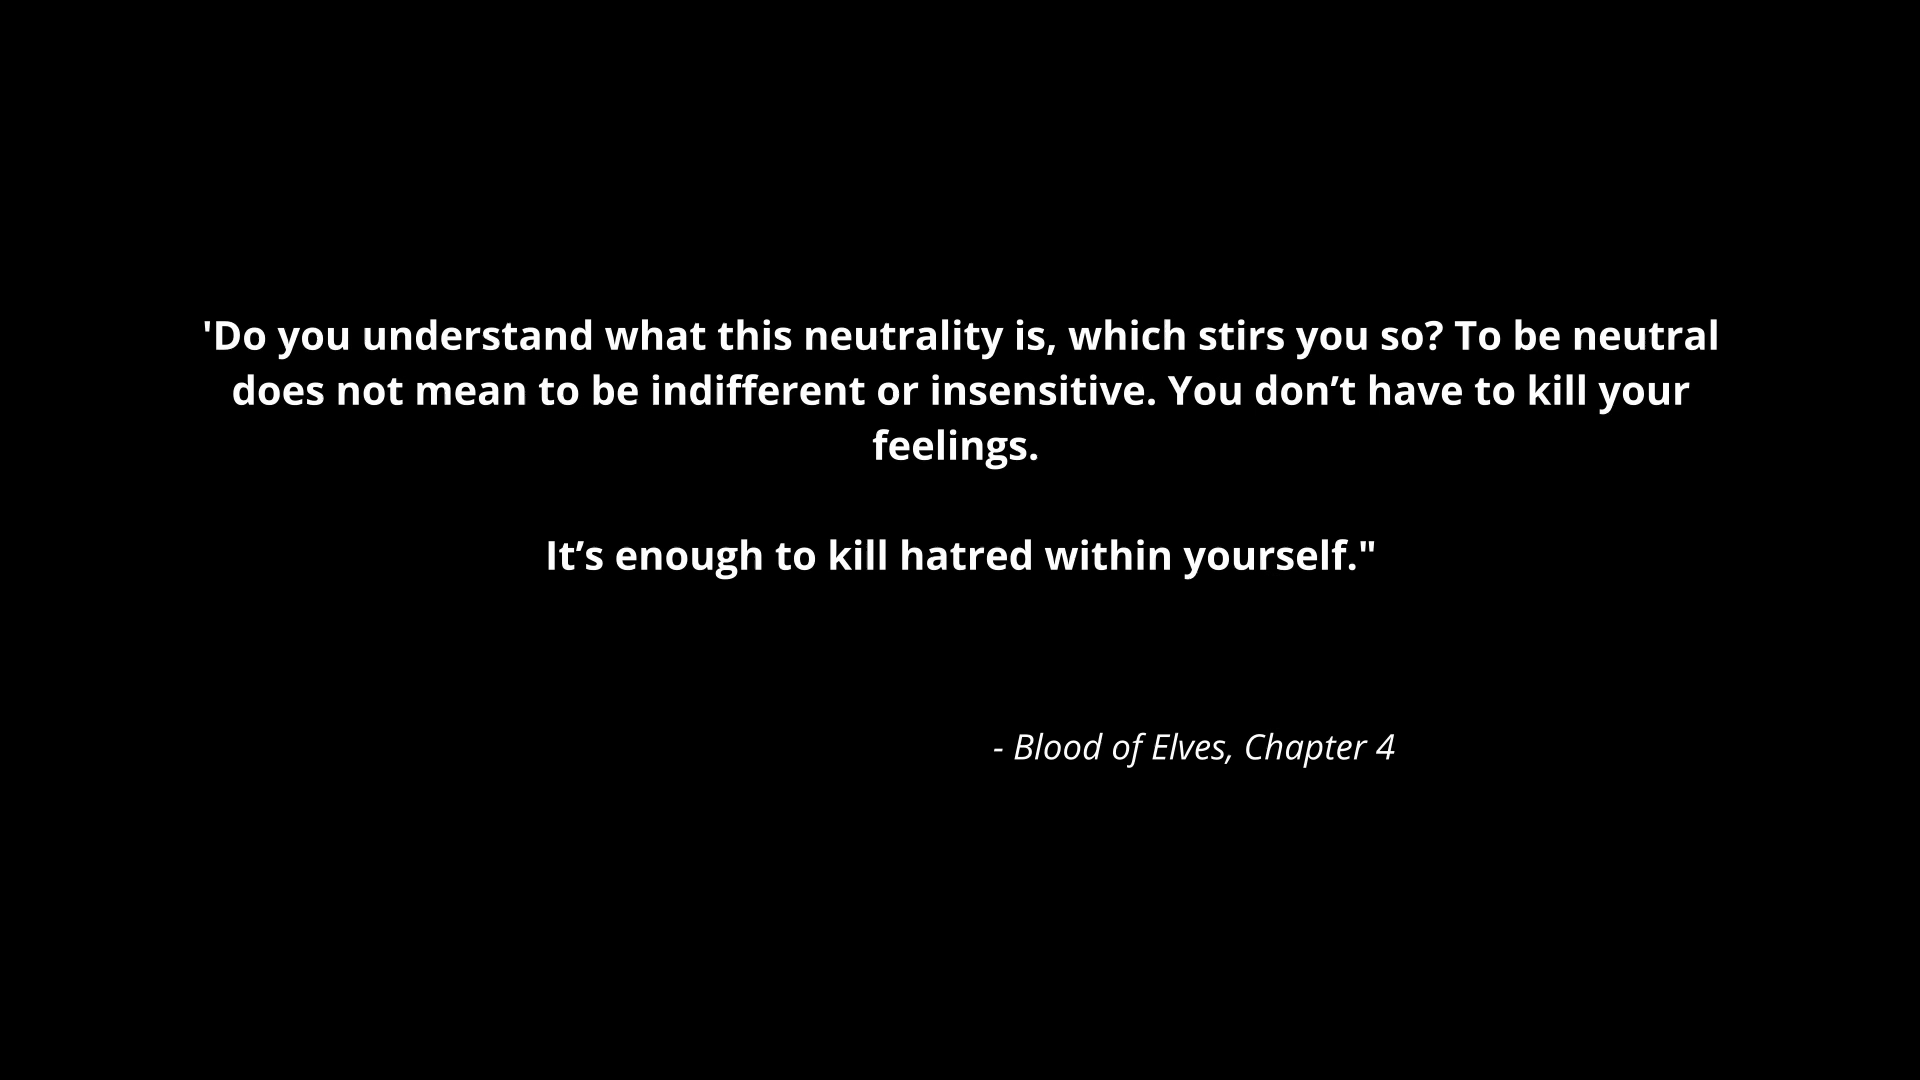 'Do you understand what this neutrality is, which stirs you so? To be neutral
does not mean to be indifferent or insensitive. You don’t have to kill your
feelings.
It’s enough to kill hatred within yourself."
- Blood of Elves, Chapter 4